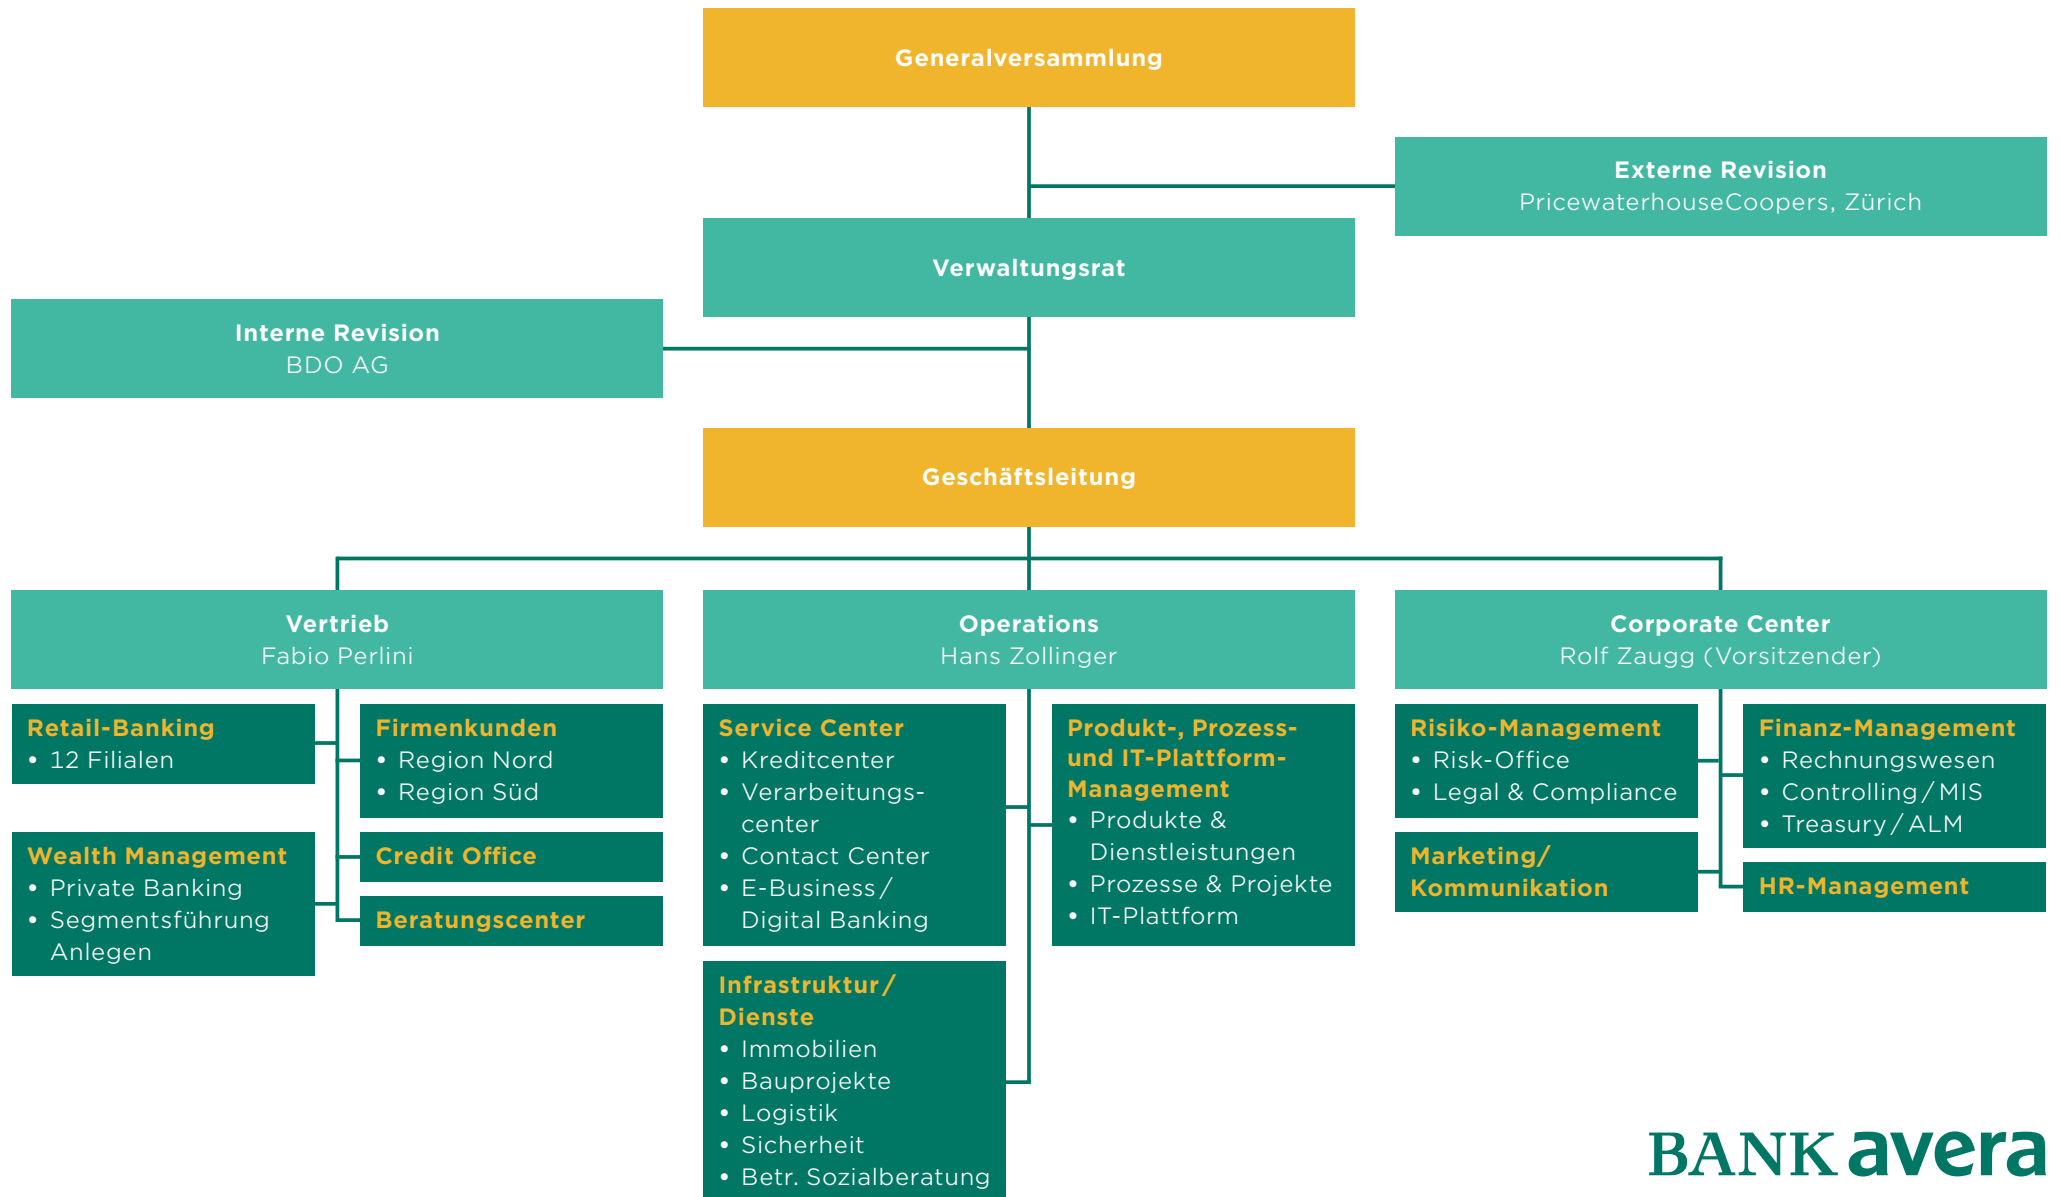 Generalversammlung
Externe Revision
PricewaterhouseCoopers, Zürich
Verwaltungsrat
Interne Revision
BDO AG
Geschäftsleitung
Vertrieb
Fabio Perlini
Retail-Banking
• 12 Filialen
Wealth Management
• Private Banking
• Segmentsführung
Anlegen
Firmenkunden
• Region Nord
• Region Süd
Credit Office
Beratungscenter
Operations
Hans Zollinger
Service Center
• Kreditcenter
• Verarbeitungs-
center
• Contact Center
• E-Business/
Digital Banking
Infrastruktur/
Dienste
• Immobilien
• Bauprojekte
• Logistik
• Sicherheit
• Betr. Sozialberatung
Produkt-, Prozess-
und IT-Plattform-
Management
• Produkte &
Dienstleistungen
• Prozesse & Projekte
• IT-Plattform
Corporate Center
Rolf Zaugg (Vorsitzender)
Risiko-Management
• Risk-Office
• Legal & Compliance
Marketing/
Kommunikation
Finanz-Management
• Rechnungswesen
• Controlling/MIS
• Treasury/ALM
HR-Management
BANK avera